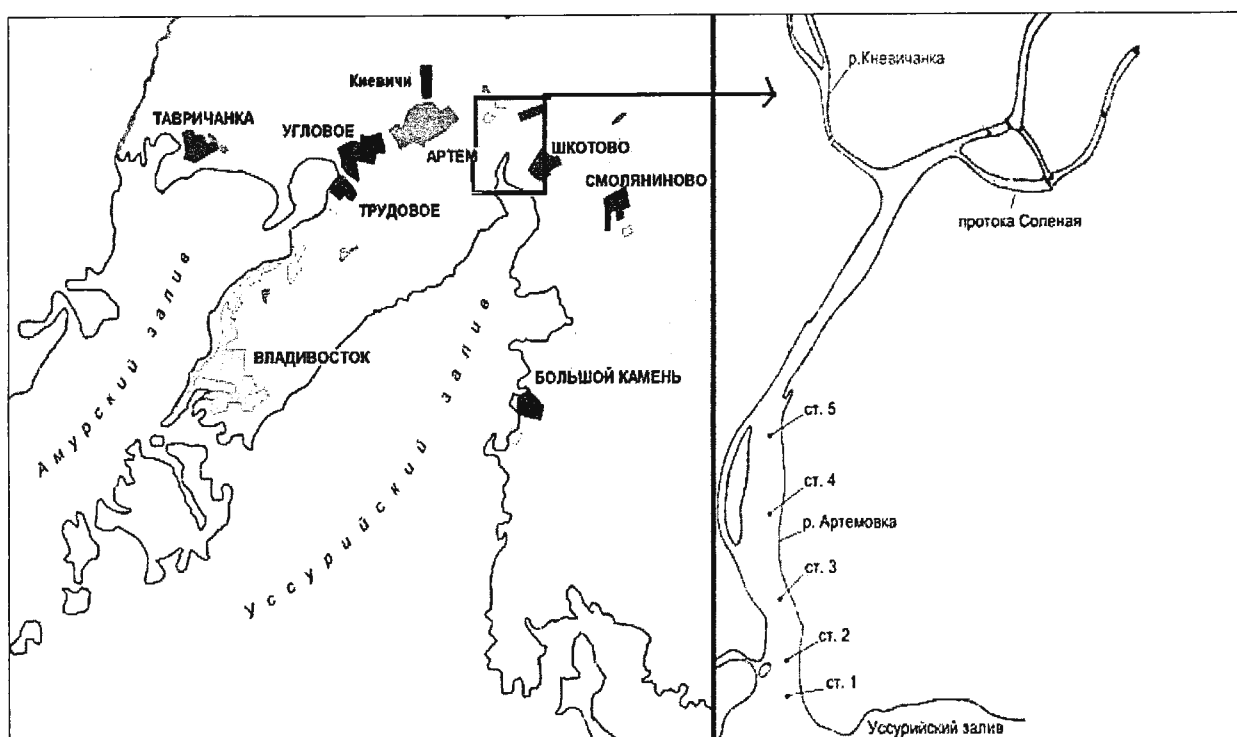 Кневичи
ТАВРИЧАНКА
УГЛОВОЕ
АРТЕМ
ШКОТОВО
СМОЛЯНИНОВО
ТРУДОВОЕ
Амурский залив
ВЛАДИВОСТОК
Уссурийский залив
БОЛЬШОЙ КАМЕНЬ
р.Кневичанка
протока Соленая
ст. 5
ст. 4
р. Артемовка
ст. 3
ст. 2
ст. 1
Уссурийский залив